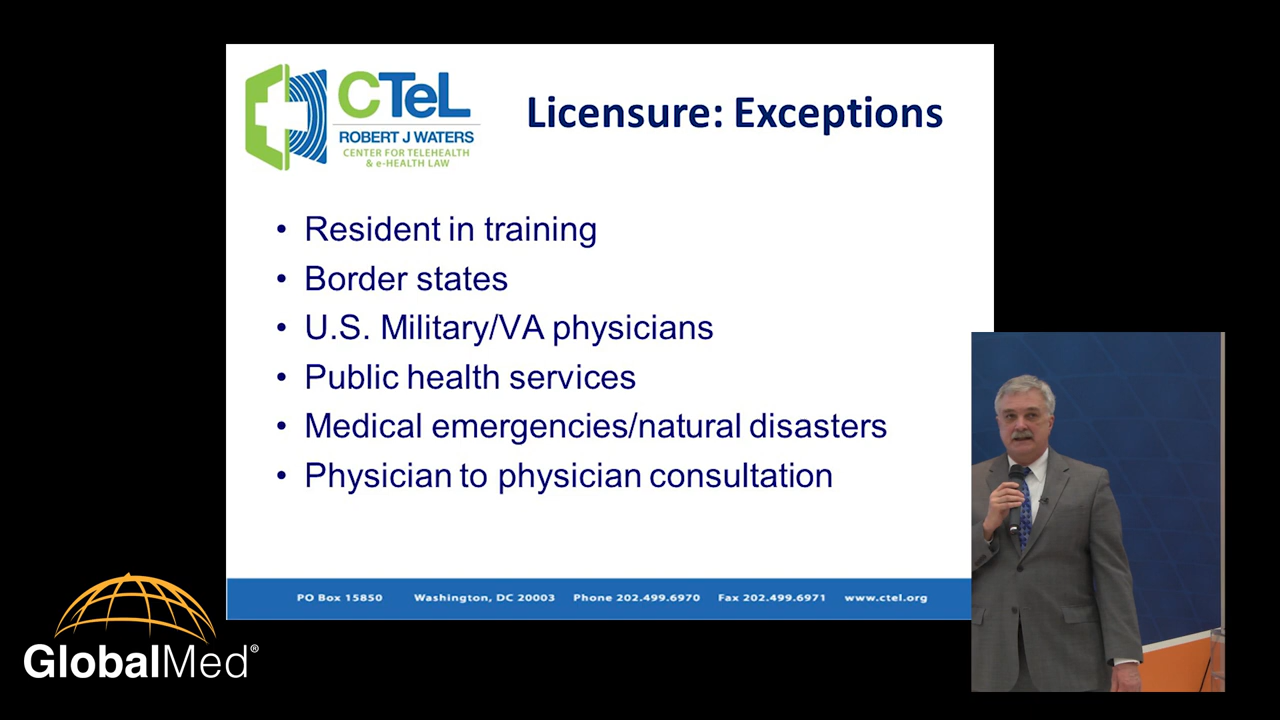 CTeL
ROBERT J WATERS
CENTER FOR TELEHEALTH
& e-HEALTH LAW
Licensure: Exceptions
• Resident in training
• Border states
• U.S. Military/VA physicians
• Public health services
• Medical emergencies/natural disasters
• Physician to physician consultation
PO Box 15850 Washington, DC 20003 Phone 202.499.6970 Fax 202.499.6971 www.ctel.org
GlobalMed®